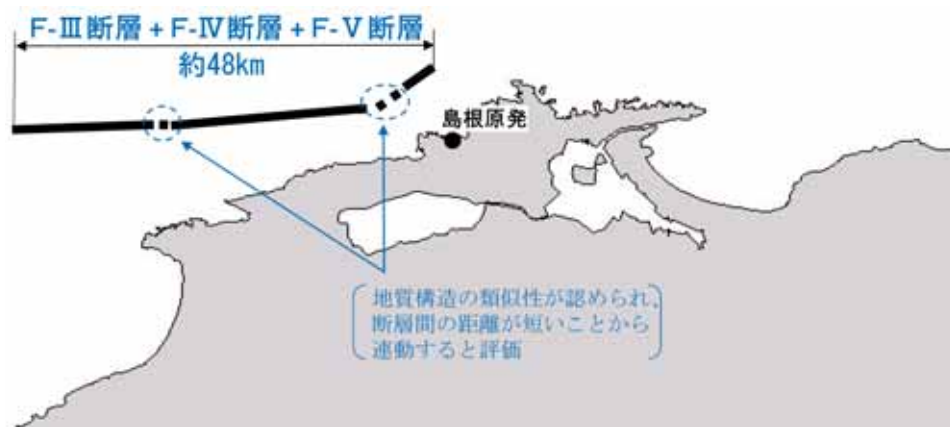 F-Ⅲ断層＋F-Ⅳ断層＋F-Ⅴ断層
約48km
島根原発
地質構造の類似性が認められ、
断層間の距離が短いことから
連動すると評価